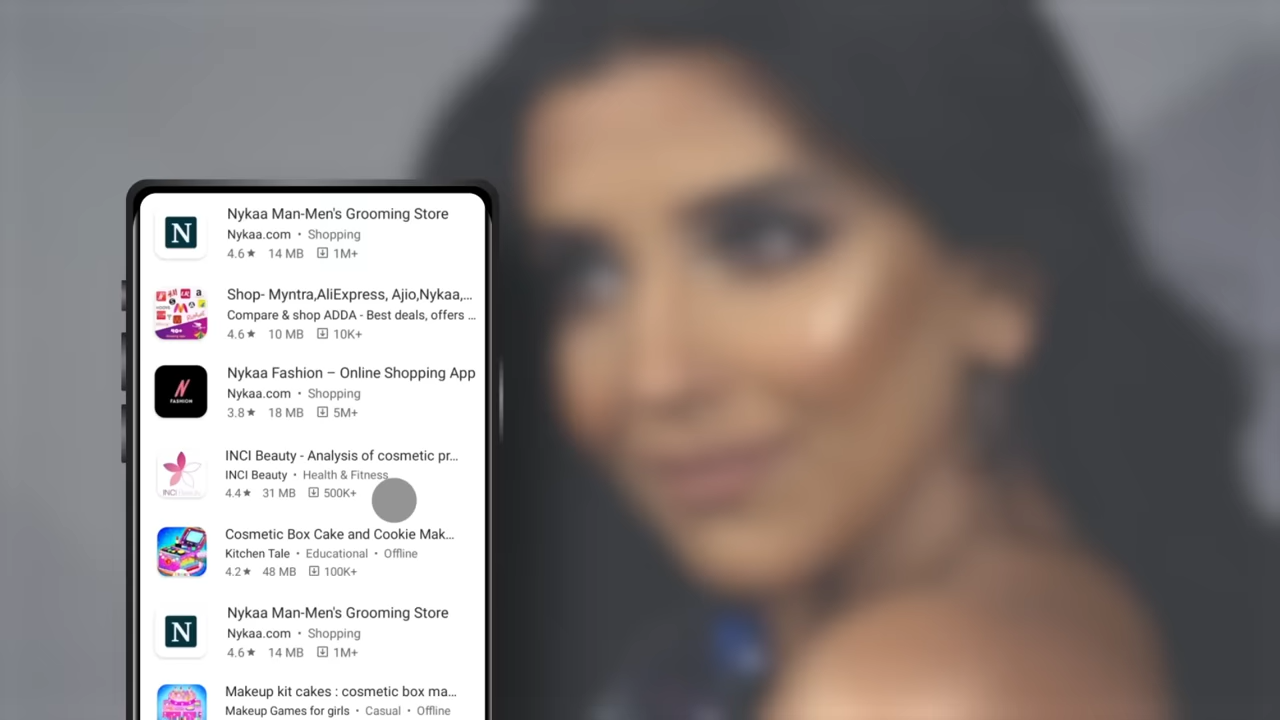 N
Nykaa Man-Men's Grooming Store
Nykaa.com • Shopping
4.6★ 14 MB 1M+
Shop- Myntra,AliExpress, Ajio,Nykaa,...
Compare & shop ADDA - Best deals, offers ...
4.6★ 10 MB 10K+
N
FASHION
Nykaa Fashion – Online Shopping App
Nykaa.com • Shopping
3.8★ 18 MB 5M+
INCI Beauty - Analysis of cosmetic pr...
INCI Beauty • Health & Fitness
4.4★ 31 MB 500K+
Cosmetic Box Cake and Cookie Mak...
Kitchen Tale • Educational • Offline
4.2★ 48 MB 100K+
N
Nykaa Man-Men's Grooming Store
Nykaa.com • Shopping
4.6★ 14 MB 1M+
Makeup kit cakes : cosmetic box ma...
Makeup Games for girls • Casual • Offline